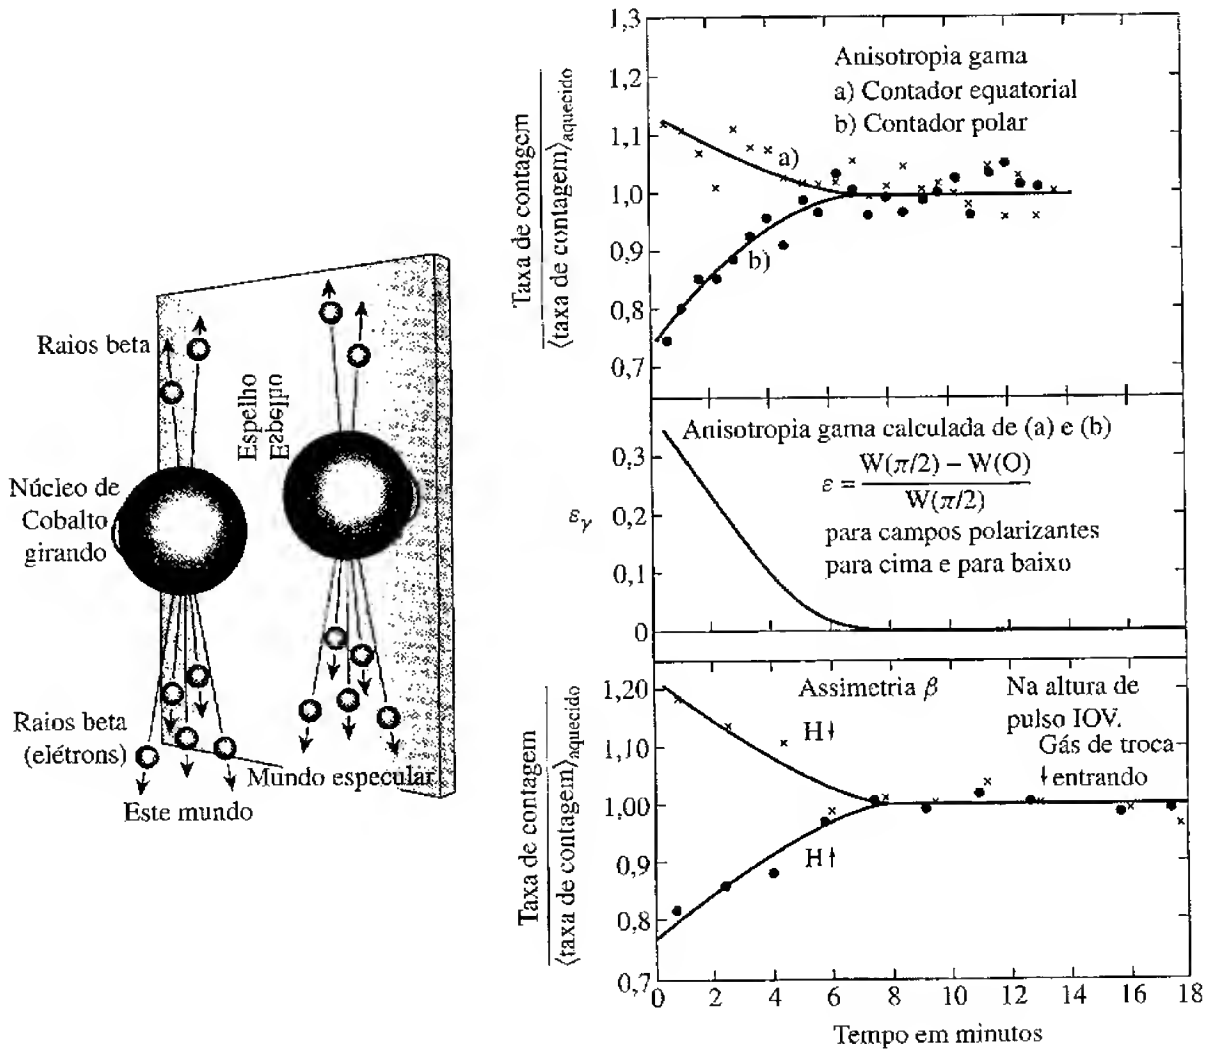 Raios beta
Espelho
Espelho
Núcleo de
Cobalto
girando
Raios beta
(elétrons)
Mundo especular
Este mundo
Taxa de contagem
⟨taxa de contagem⟩aquecido
1,3
1,2
1,1
1,0
0,9
0,8
0,7
Anisotropia gama
a) Contador equatorial
b) Contador polar
a)
b)
εγ
0,3
0,2
0,1
0
Anisotropia gama calculada de (a) e (b)
ε = W(π/2) – W(O) / W(π/2)
para campos polarizantes
para cima e para baixo
Taxa de contagem
⟨taxa de contagem⟩aquecido
1,20
1,10
1,00
0,9
0,8
0,7
Assimetria β
H↓
H↑
Na altura de
pulso IOV.
Gás de troca
↓ entrando
0 2 4 6 8 10 12 14 16 18
Tempo em minutos